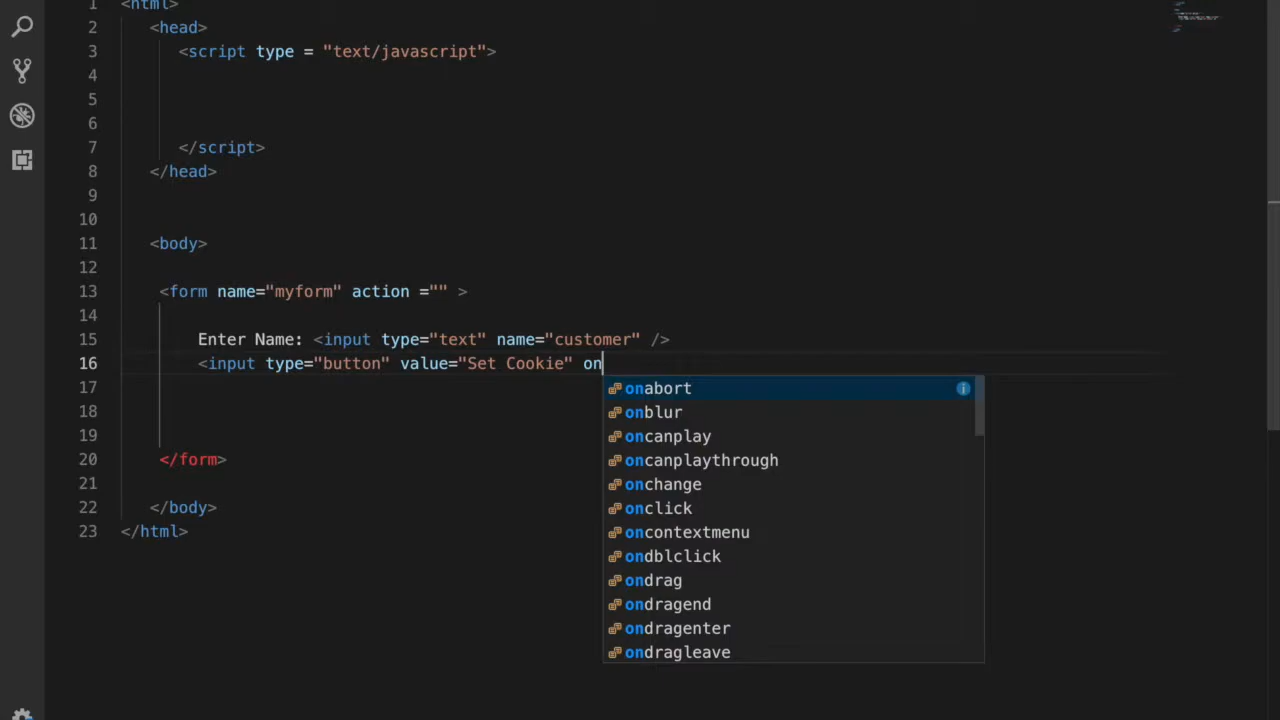 1 <html>
2 <head>
3 <script type = "text/javascript">
4
5
6
7 </script>
8 </head>
9
10
11 <body>
12
13 <form name="myform" action ="" >
14
15 Enter Name: <input type="text" name="customer" />
16 <input type="button" value="Set Cookie" on
17
18
19
20 </form>
21
22 </body>
23 </html>
onabort
onblur
oncanplay
oncanplaythrough
onchange
onclick
oncontextmenu
ondblclick
ondrag
ondragend
ondragenter
ondragleave